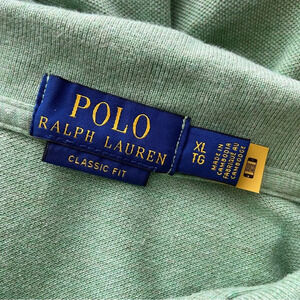 POLO
RALPH LAUREN
CLASSIC FIT
XL
TG
MADE IN
CAMBODIA
FABRIQUÉ AU
CAMBODGE